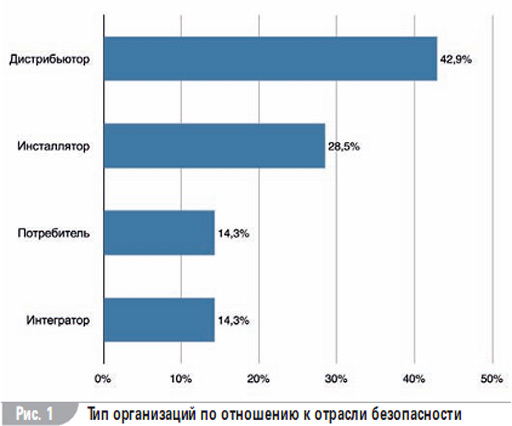 Дистрибьютор 42,9%
Инсталлятор 28,5%
Потребитель 14,3%
Интегратор 14,3%
0% 10% 20% 30% 40% 50%
Рис. 1 Тип организаций по отношению к отрасли безопасности